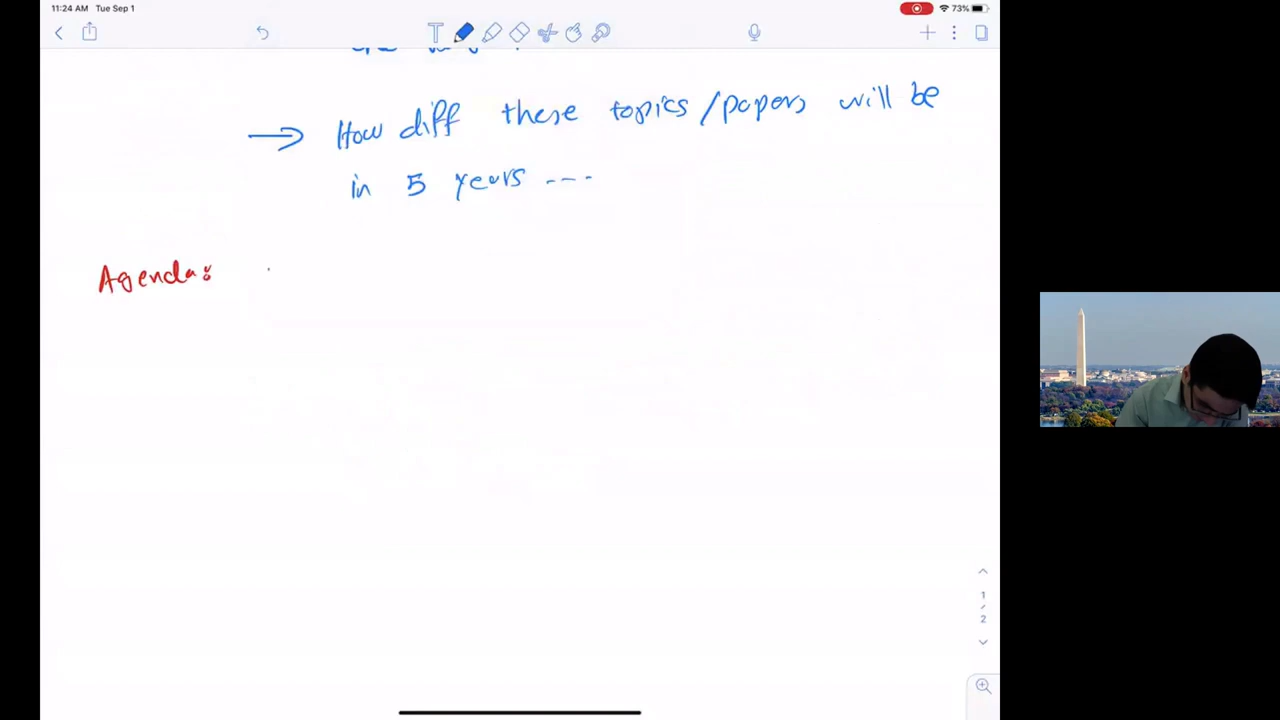 11:24 AM Tue Sep 1
73%
T
→ How diff these topics/papers will be
in 5 years ----
Agenda:
1
/
2